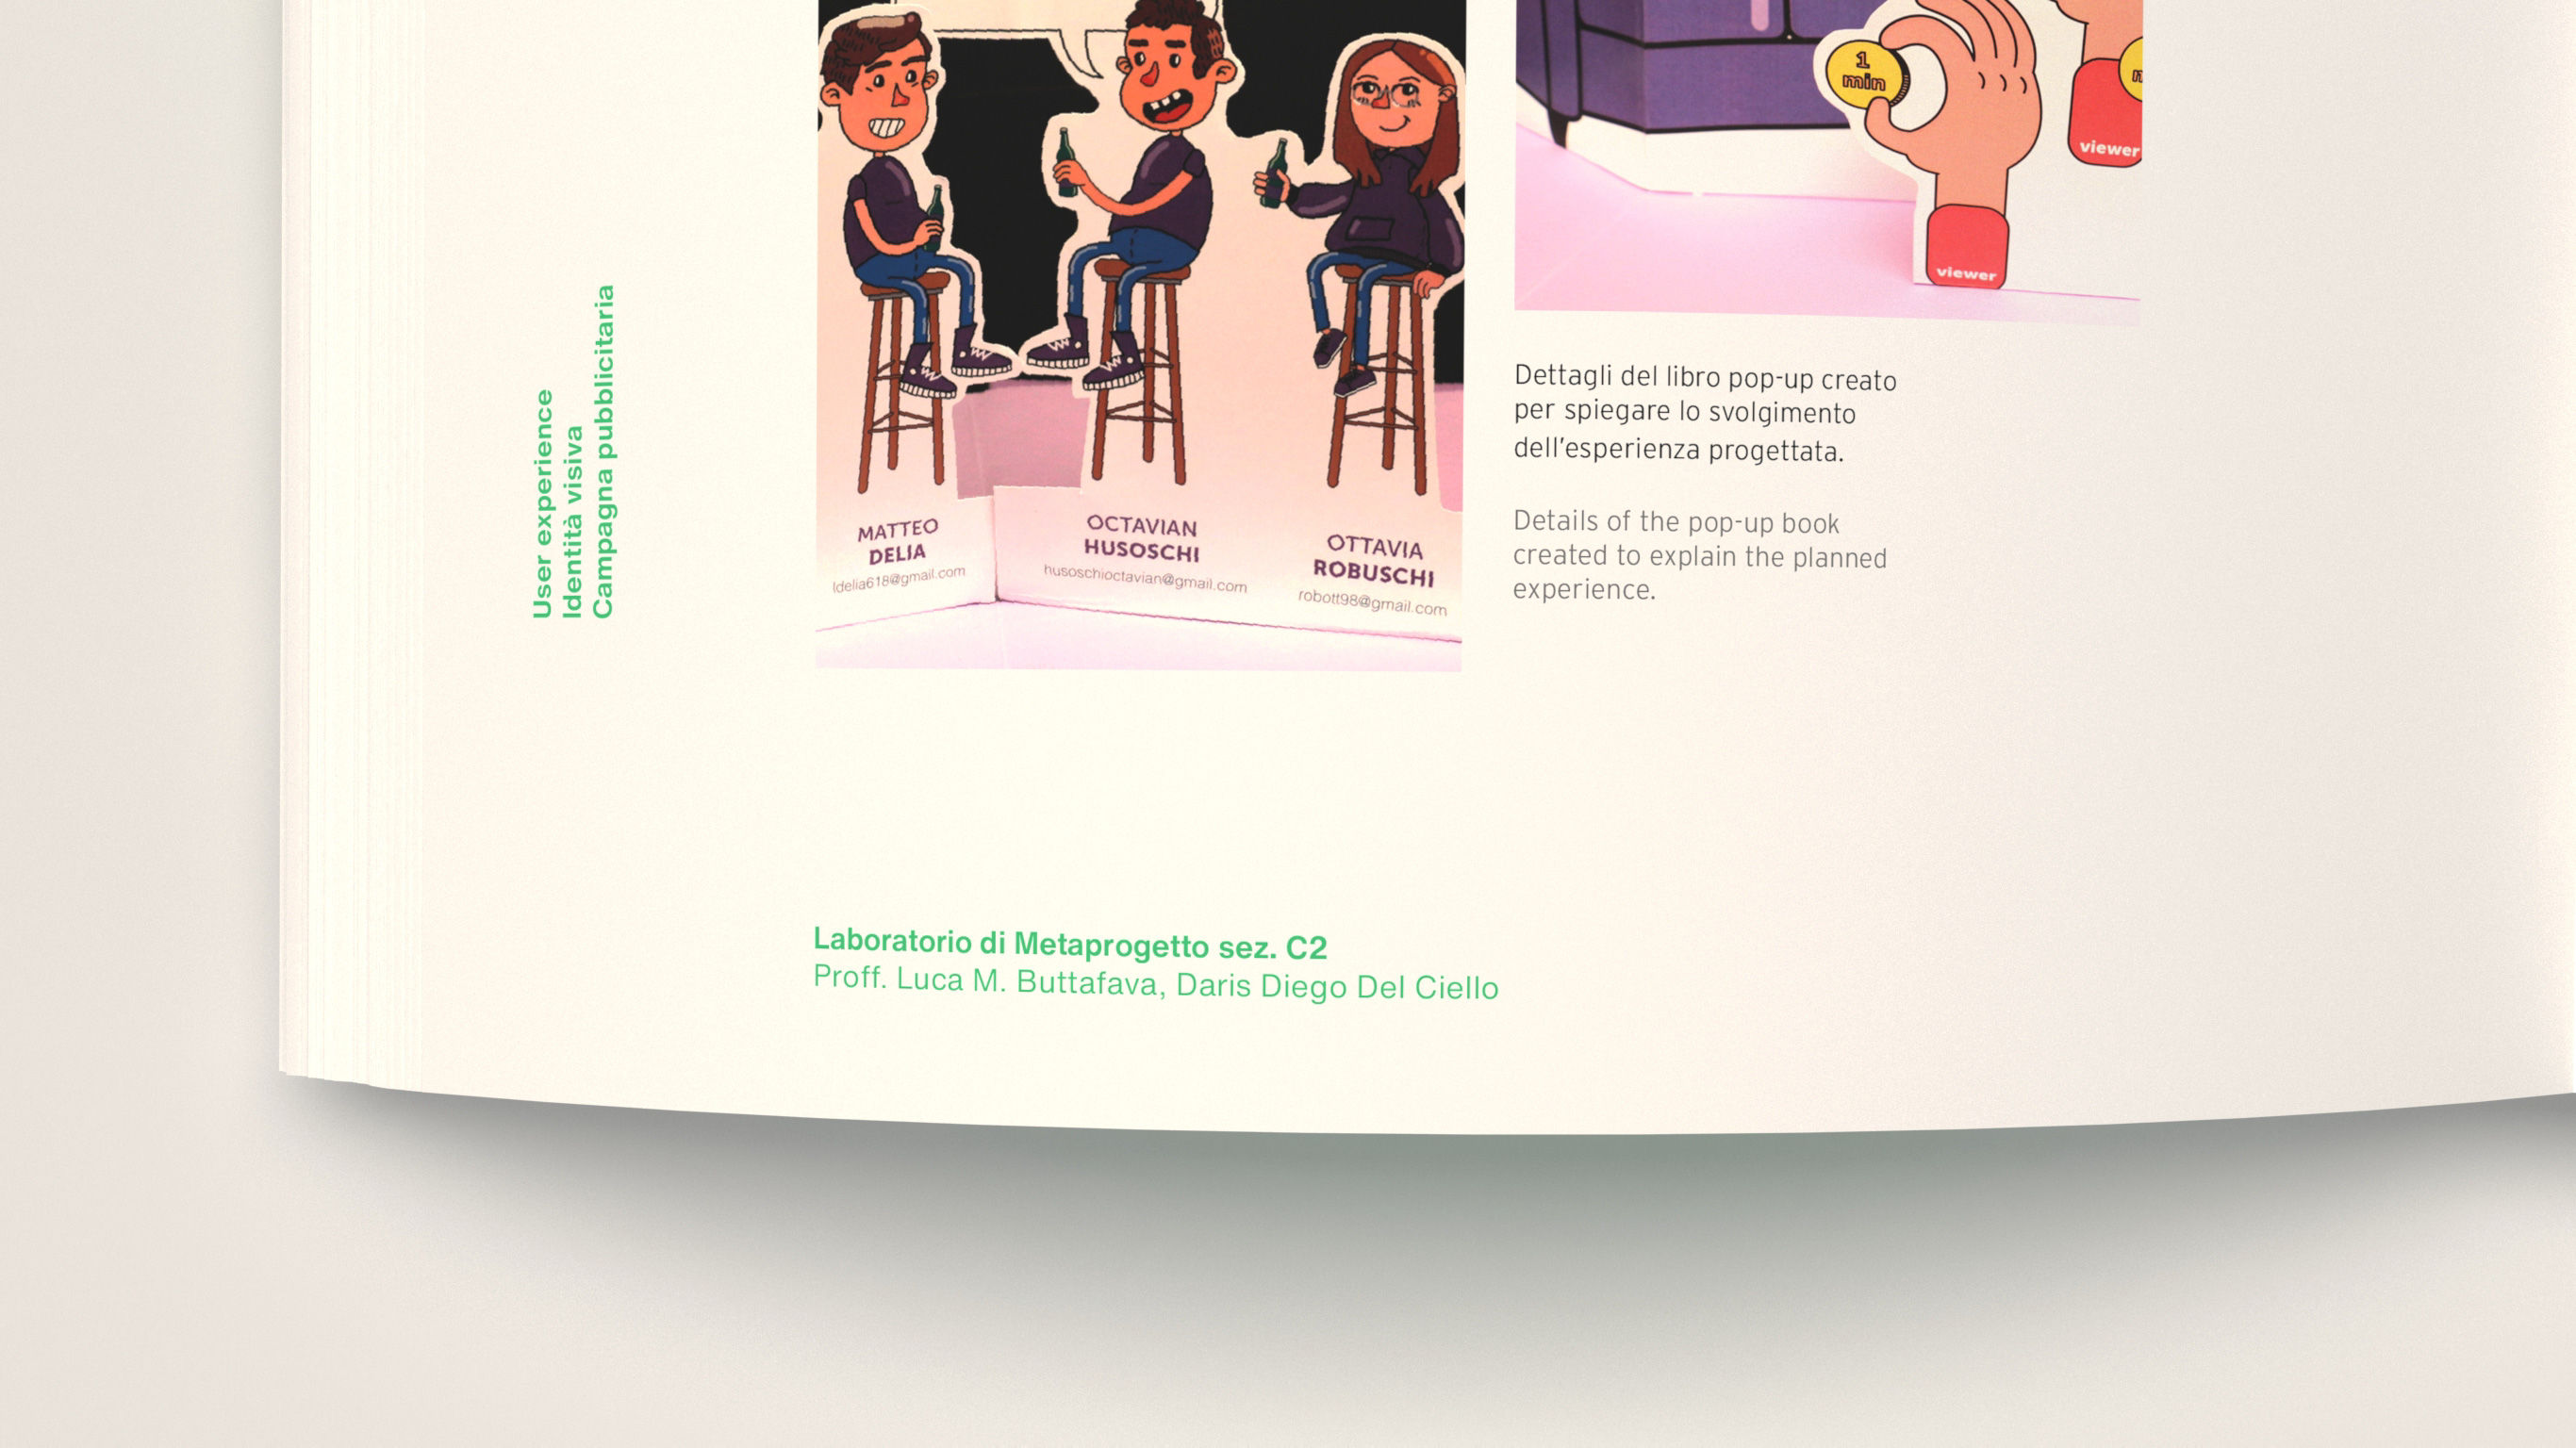 User experience
Identità visiva
Campagna pubblicitaria
MATTEO
DELIA
ldelia618@gmail.com
OCTAVIAN
HUSOSCHI
husoschioctavian@gmail.com
OTTAVIA
ROBUSCHI
robott98@gmail.com
1
min
viewer
viewer
Dettagli del libro pop-up creato
per spiegare lo svolgimento
dell'esperienza progettata.
Details of the pop-up book
created to explain the planned
experience.
Laboratorio di Metaprogetto sez. C2
Proff. Luca M. Buttafava, Daris Diego Del Ciello